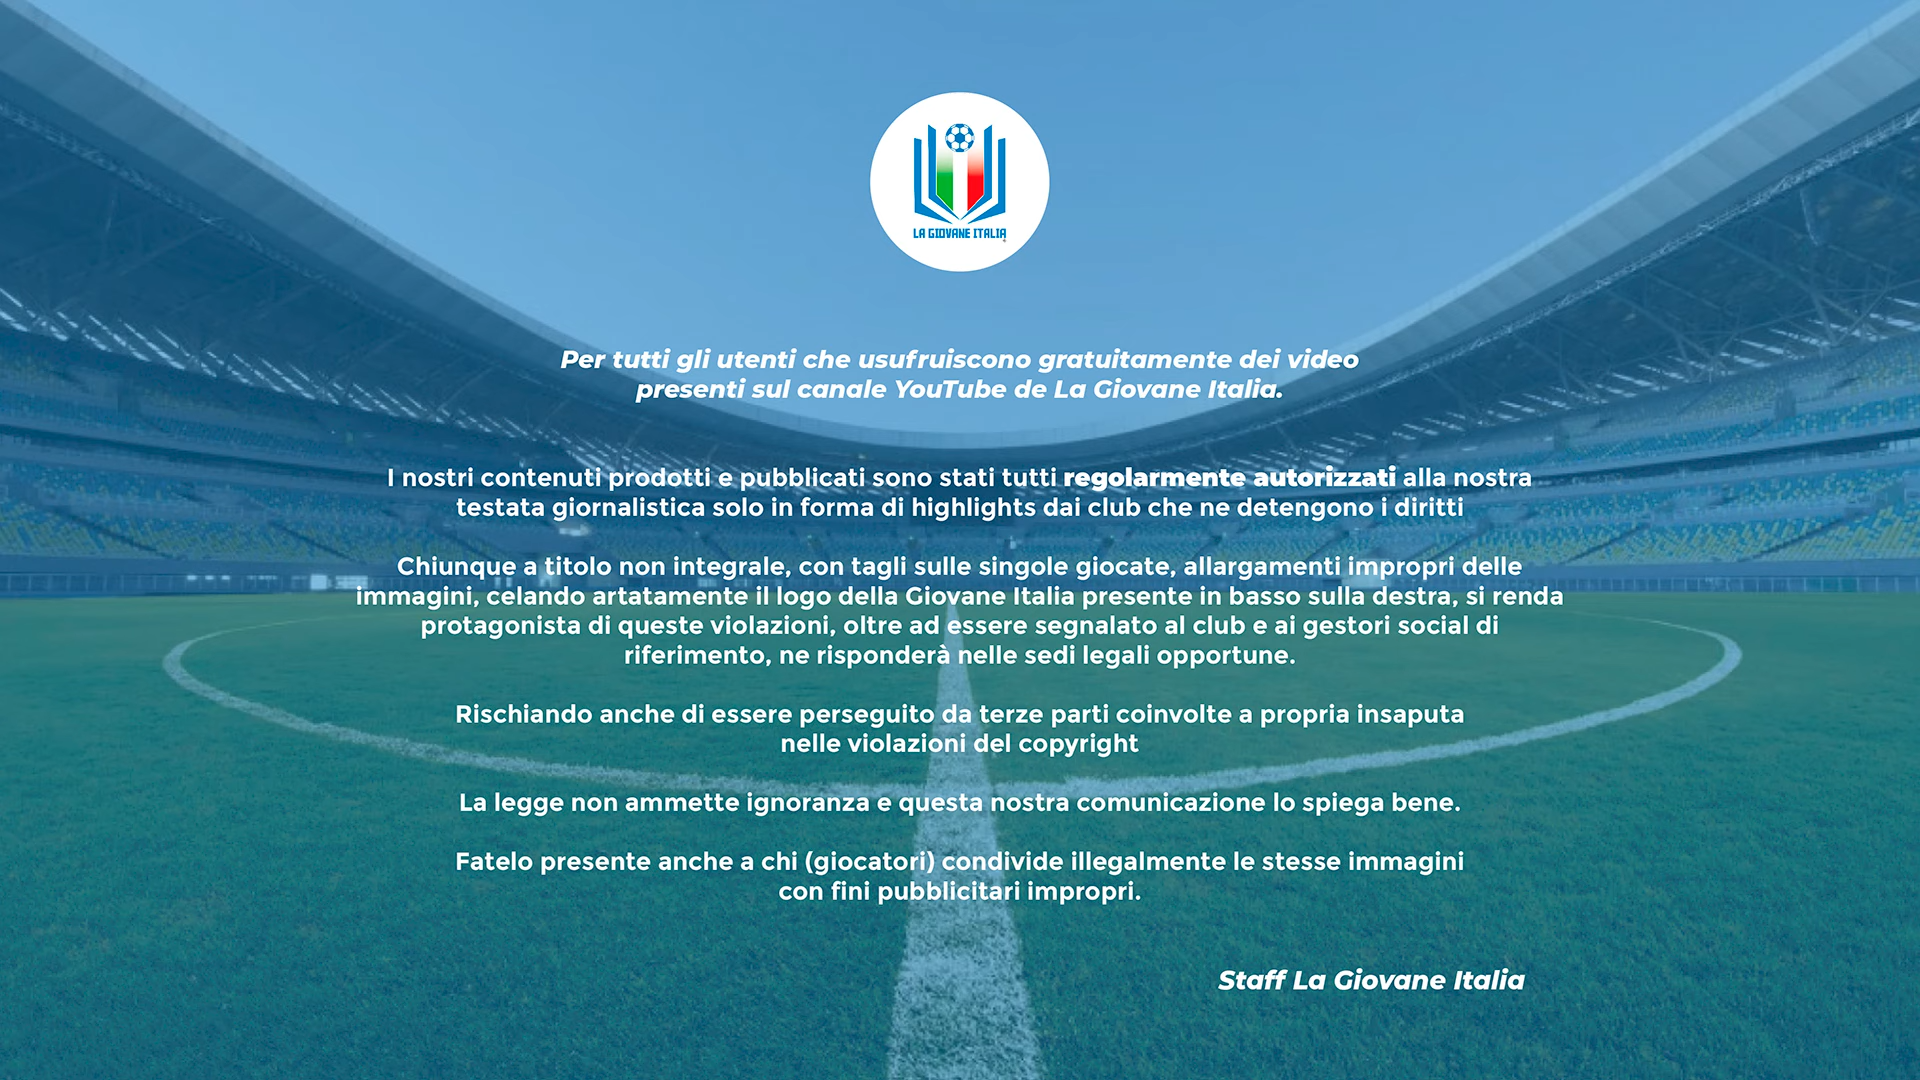 LA GIOVANE ITALIA
Per tutti gli utenti che usufruiscono gratuitamente dei video
presenti sul canale YouTube de La Giovane Italia.
I nostri contenuti prodotti e pubblicati sono stati tutti regolarmente autorizzati alla nostra
testata giornalistica solo in forma di highlights dai club che ne detengono i diritti
Chiunque a titolo non integrale, con tagli sulle singole giocate, allargamenti impropri delle
immagini, celando artatamente il logo della Giovane Italia presente in basso sulla destra, si renda
protagonista di queste violazioni, oltre ad essere segnalato al club e ai gestori social di
riferimento, ne risponderà nelle sedi legali opportune.
Rischiando anche di essere perseguito da terze parti coinvolte a propria insaputa
nelle violazioni del copyright
La legge non ammette ignoranza e questa nostra comunicazione lo spiega bene.
Fatelo presente anche a chi (giocatori) condivide illegalmente le stesse immagini
con fini pubblicitari impropri.
Staff La Giovane Italia